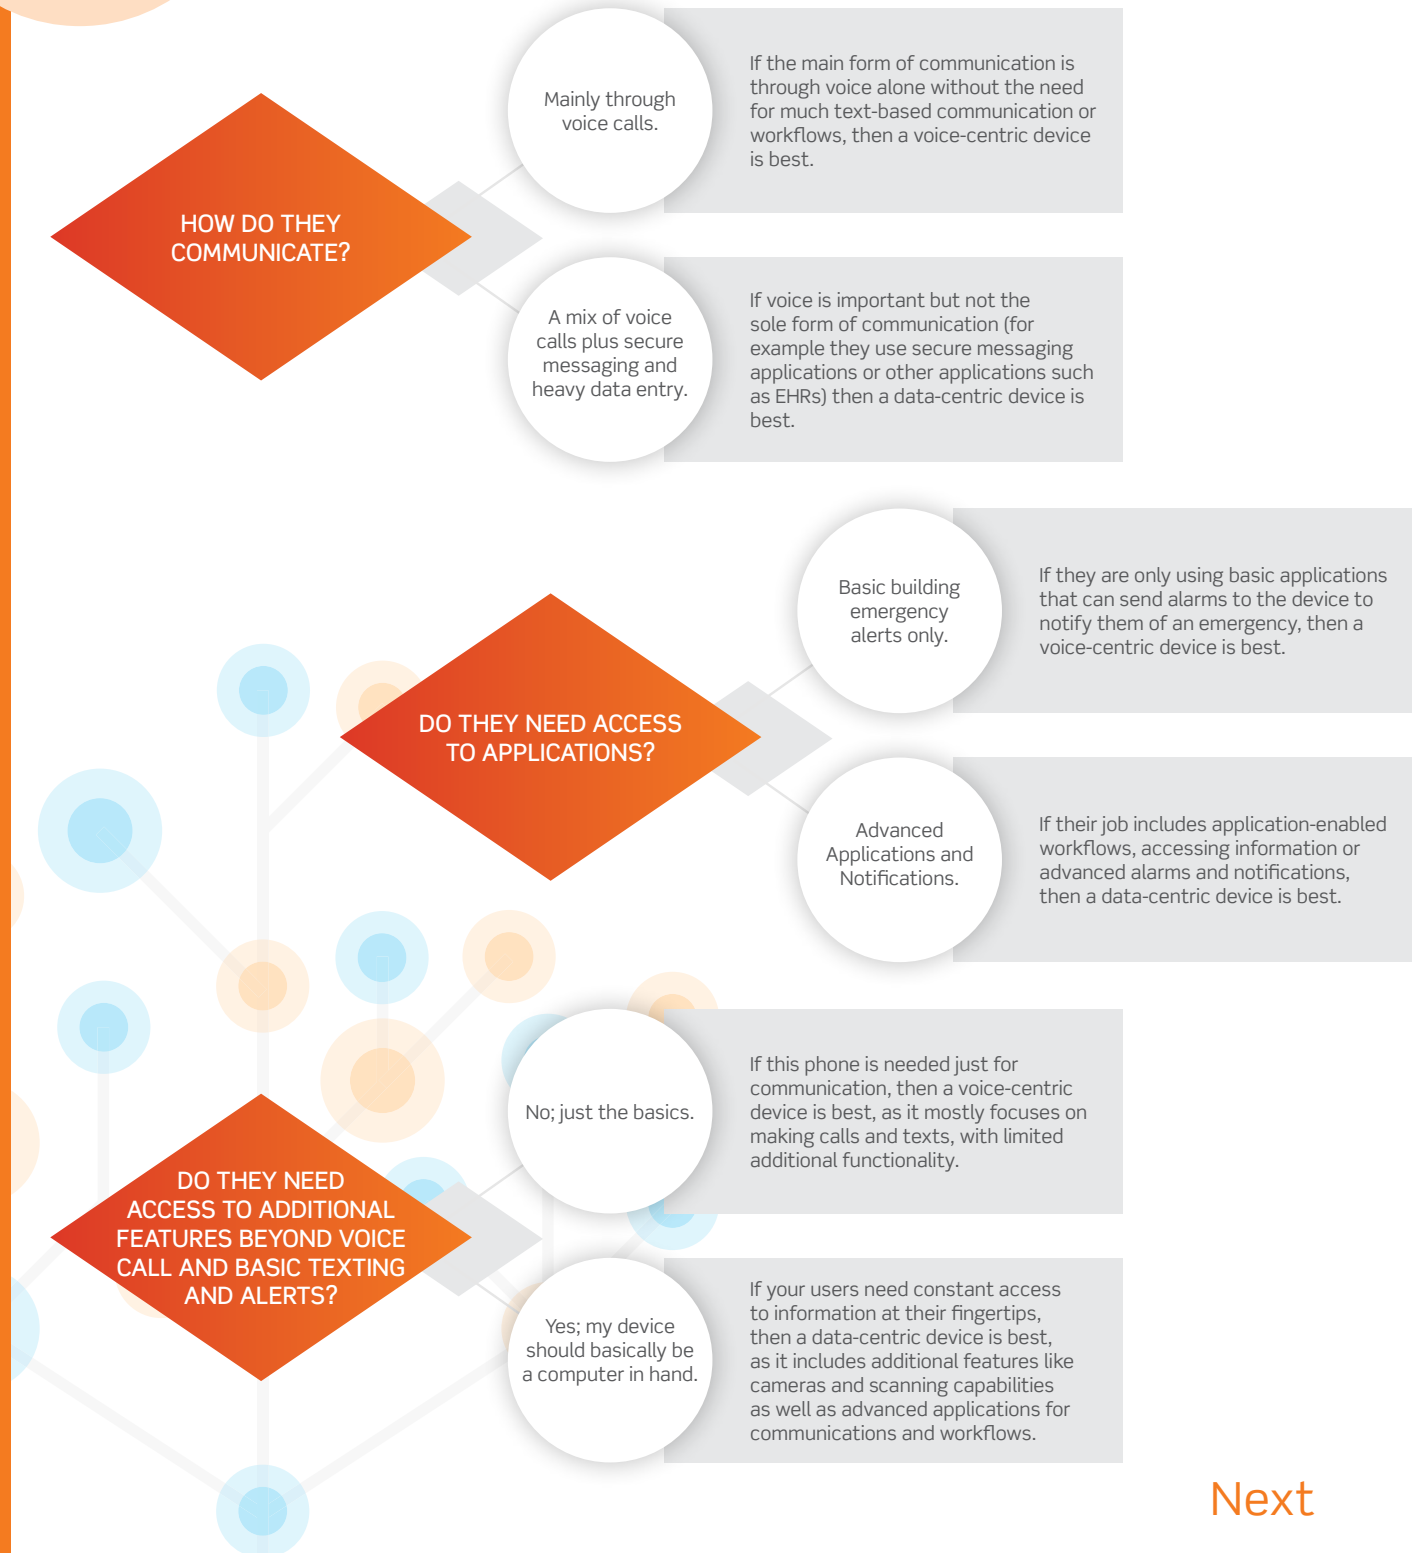 HOW DO THEY
COMMUNICATE?
Mainly through
voice calls.
If the main form of communication is
through voice alone without the need
for much text-based communication or
workflows, then a voice-centric device
is best.
A mix of voice
calls plus secure
messaging and
heavy data entry.
If voice is important but not the
sole form of communication (for
example they use secure messaging
applications or other applications such
as EHRs) then a data-centric device is
best.
DO THEY NEED ACCESS
TO APPLICATIONS?
Basic building
emergency
alerts only.
If they are only using basic applications
that can send alarms to the device to
notify them of an emergency, then a
voice-centric device is best.
Advanced
Applications and
Notifications.
If their job includes application-enabled
workflows, accessing information or
advanced alarms and notifications,
then a data-centric device is best.
DO THEY NEED
ACCESS TO ADDITIONAL
FEATURES BEYOND VOICE
CALL AND BASIC TEXTING
AND ALERTS?
No; just the basics.
If this phone is needed just for
communication, then a voice-centric
device is best, as it mostly focuses on
making calls and texts, with limited
additional functionality.
Yes; my device
should basically be
a computer in hand.
If your users need constant access
to information at their fingertips,
then a data-centric device is best,
as it includes additional features like
cameras and scanning capabilities
as well as advanced applications for
communications and workflows.
Next